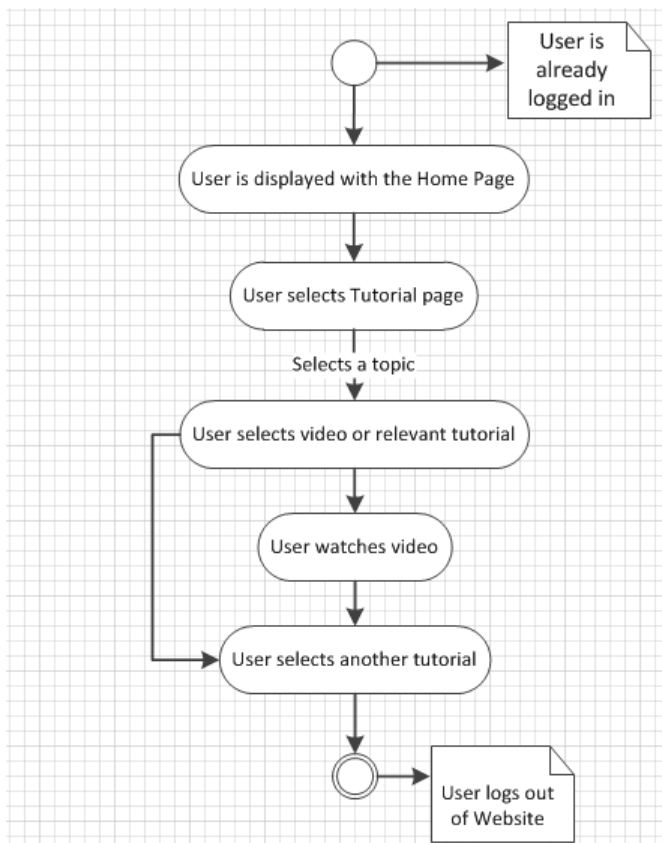 User is
already
logged in
User is displayed with the Home Page
User selects Tutorial page
Selects a topic
User selects video or relevant tutorial
User watches video
User selects another tutorial
User logs out
of Website